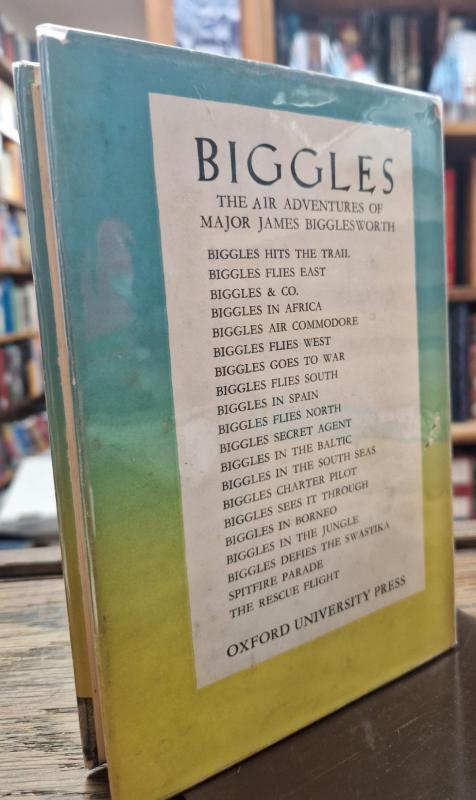 BIGGLES
THE AIR ADVENTURES OF
MAJOR JAMES BIGGLESWORTH
BIGGLES HITS THE TRAIL
BIGGLES FLIES EAST
BIGGLES & CO.
BIGGLES IN AFRICA
BIGGLES AIR COMMODORE
BIGGLES FLIES WEST
BIGGLES GOES TO WAR
BIGGLES FLIES SOUTH
BIGGLES IN SPAIN
BIGGLES FLIES NORTH
BIGGLES SECRET AGENT
BIGGLES IN THE BALTIC
BIGGLES IN THE SOUTH SEAS
BIGGLES CHARTER PILOT
BIGGLES SEES IT THROUGH
BIGGLES IN BORNEO
BIGGLES IN THE JUNGLE
BIGGLES DEFIES THE SWASTIKA
SPITFIRE PARADE
THE RESCUE FLIGHT
OXFORD UNIVERSITY PRESS